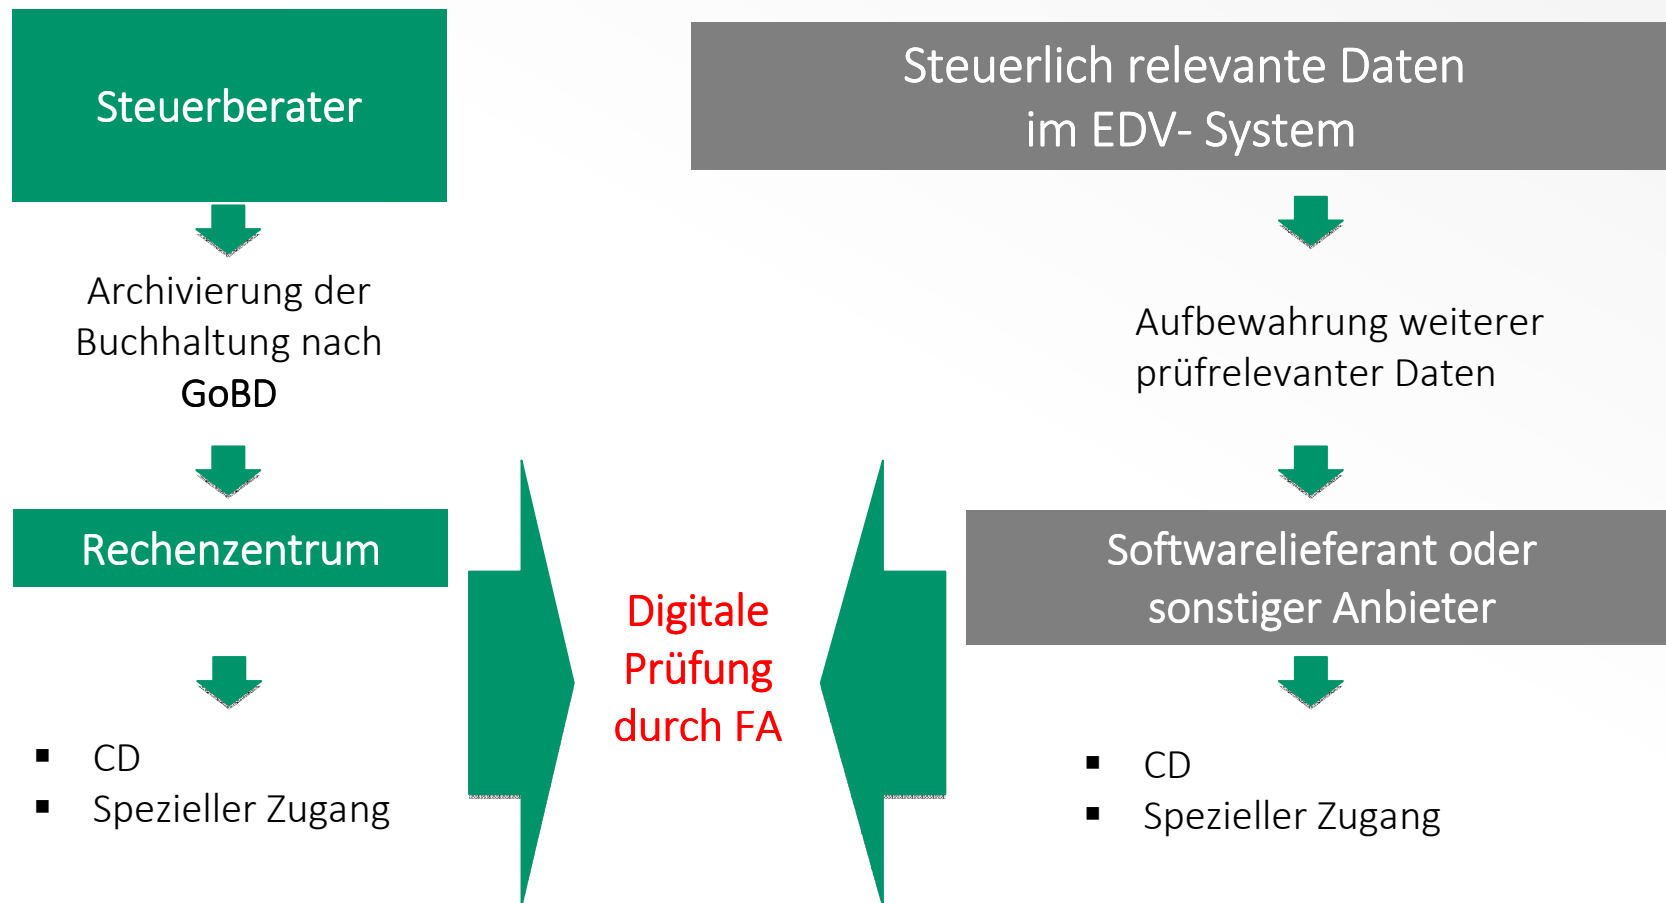 Steuerberater
Archivierung der
Buchhaltung nach
GoBD
Rechenzentrum
▪ CD
▪ Spezieller Zugang
Digitale
Prüfung
durch FA
Steuerlich relevante Daten
im EDV- System
Aufbewahrung weiterer
prüfrelevanter Daten
Softwarelieferant oder
sonstiger Anbieter
▪ CD
▪ Spezieller Zugang